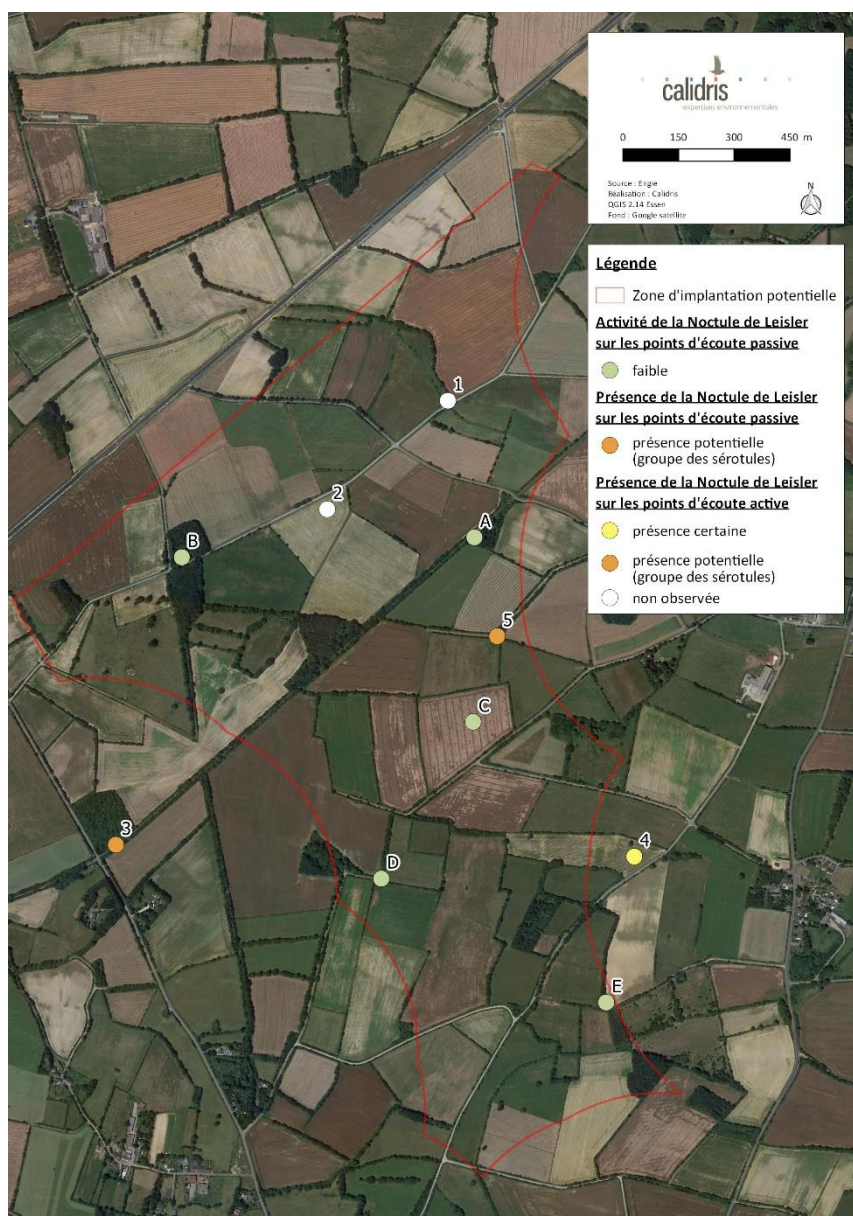 calidris
expertises environnementales
0 150 300 450 m
Source : Engie
Réalisation : Calidris
QGIS 2.14 Essen
Fond : Google satellite
N
Légende
Zone d'implantation potentielle
Activité de la Noctule de Leisler
sur les points d'écoute passive
faible
Présence de la Noctule de Leisler
sur les points d'écoute passive
présence potentielle
(groupe des sérotules)
Présence de la Noctule de Leisler
sur les points d'écoute active
présence certaine
présence potentielle
(groupe des sérotules)
non observée
1
2
A
B
5
C
3
4
D
E